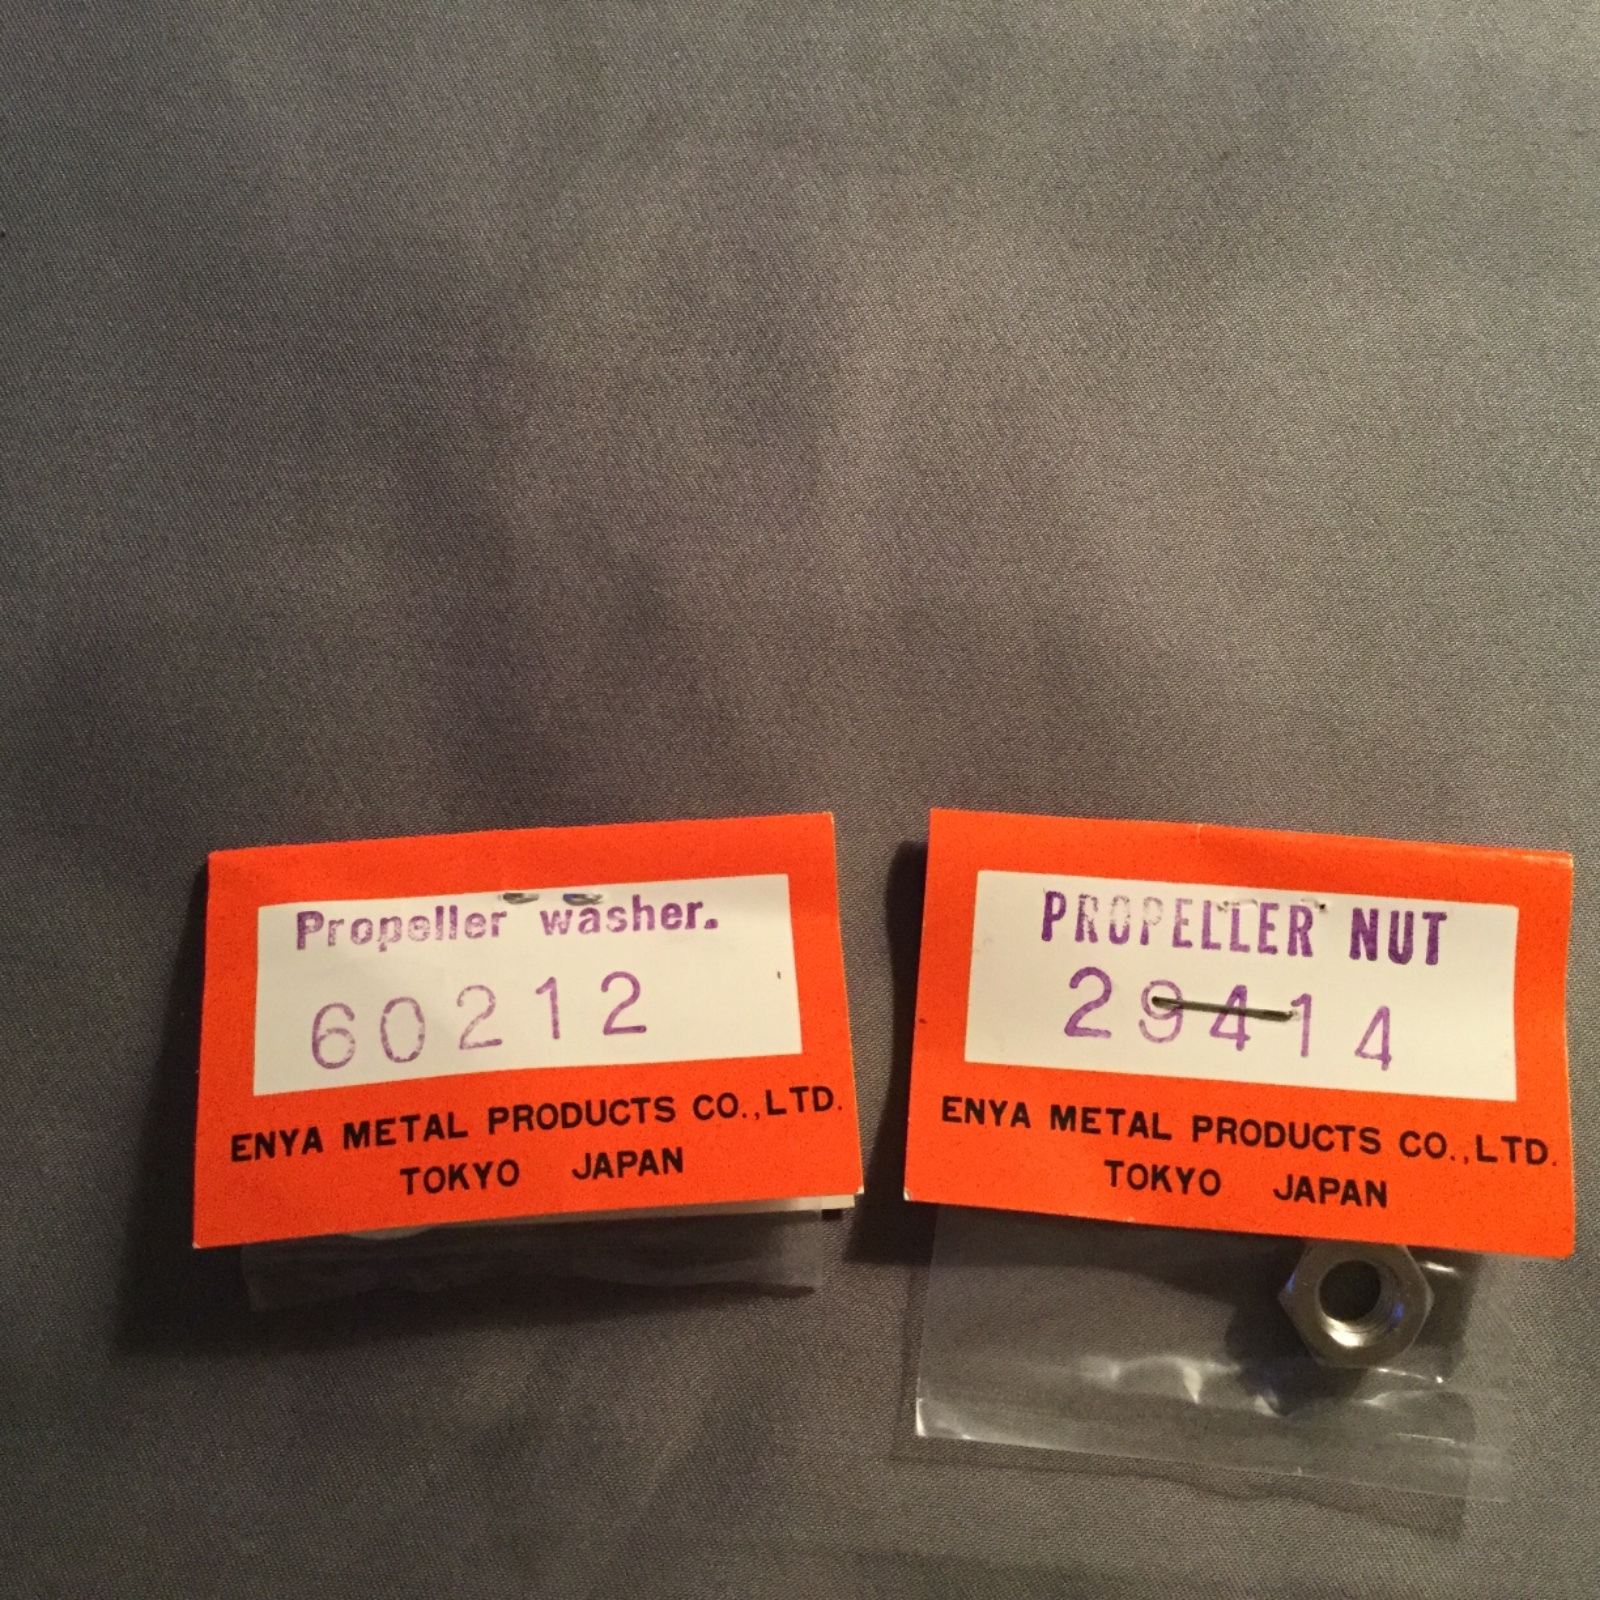 Propeller washer.
60212
ENYA METAL PRODUCTS CO.,LTD.
TOKYO JAPAN
PROPELLER NUT
29414
ENYA METAL PRODUCTS CO.,LTD.
TOKYO JAPAN